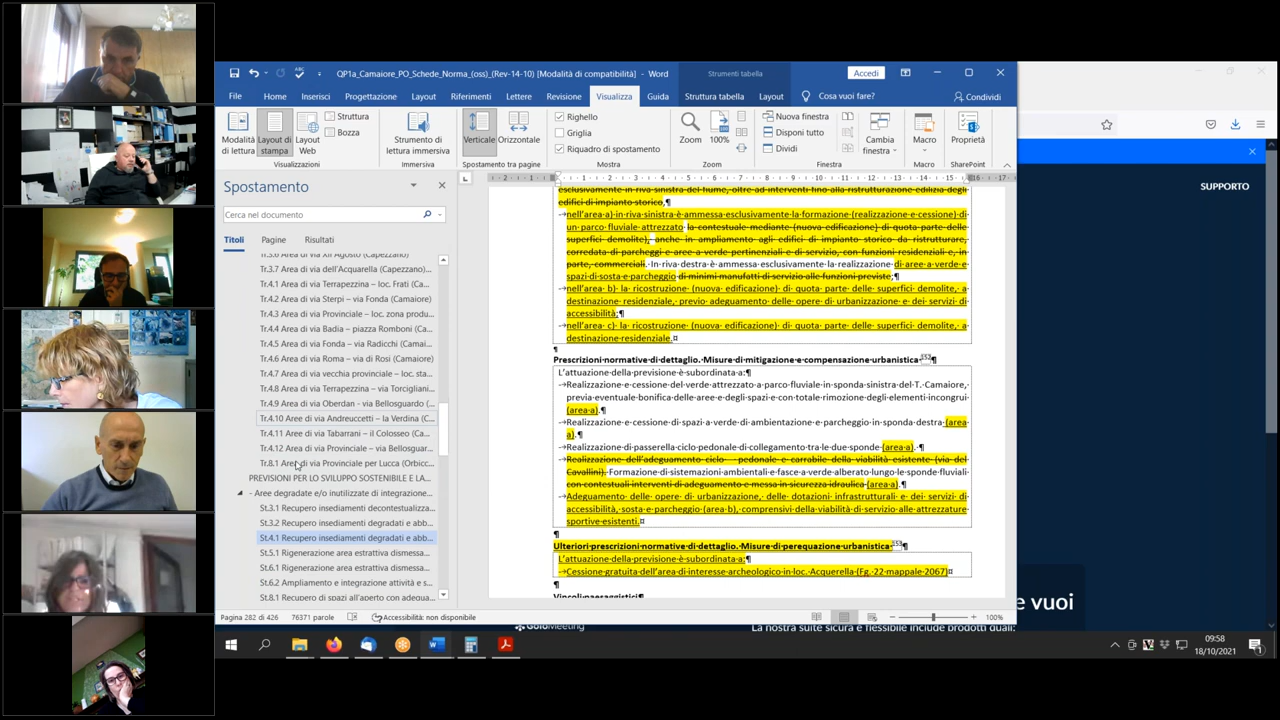 QP1a_Camaiore_PO_Schede_Norma_(oss)_(Rev-14-10) [Modalità di compatibilità] - Word
Strumenti tabella
Accedi
File Home Inserisci Progettazione Layout Riferimenti Lettere Revisione Visualizza Guida Struttura tabella Layout Cosa vuoi fare? Condividi
Modalità di lettura
Layout di stampa
Layout Web
Struttura
Bozza
Visualizzazioni
Strumento di lettura immersiva
Immersiva
Verticale
Orizzontale
Spostamento tra pagine
Righello
Griglia
Riquadro di spostamento
Mostra
Zoom
100%
Zoom
Nuova finestra
Disponi tutto
Dividi
Cambia finestra
Finestra
Macro
Macro
Proprietà
SharePoint
Spostamento
Cerca nel documento
Titoli Pagine Risultati
Tr.3.6 Area di via XII Agosto (Capezzano)
Tr.3.7 Area di via dell'Acquarella (Capezzano)...
Tr.4.1 Area di via Terrapezzina – loc. Frati (Ca...
Tr.4.2 Area di via Sterpi – via Fonda (Camaiore)
Tr.4.3 Area di via Provinciale – loc. zona produ...
Tr.4.4 Area di via Badia – piazza Romboni (Ca...
Tr.4.5 Area di via Fonda – via Radicchi (Camai...
Tr.4.6 Area di via Roma – via di Rosi (Camaiore)
Tr.4.7 Area di via vecchia provinciale – loc. sta...
Tr.4.8 Area di via Terrapezzina – via Torcigliani...
Tr.4.9 Area di via Oberdan - via Bellosguardo (...
Tr.4.10 Aree di via Andreuccetti – la Verdina (C...
Tr.4.11 Aree di via Tabarrani – il Colosseo (Ca...
Tr.4.12 Area di via Provinciale – via Bellosguar...
Tr.8.1 Area di via Provinciale per Lucca (Orbicc...
PREVISIONI PER LO SVILUPPO SOSTENIBILE E LA...
- Aree degradate e/o inutilizzate di integrazione...
St.3.1 Recupero insediamenti decontestualizza...
St.3.2 Recupero insediamenti degradati e abb...
St.4.1 Recupero insediamenti degradati e abb...
St.5.1 Rigenerazione area estrattiva dismessa...
St.6.1 Rigenerazione area estrattiva dismessa...
St.6.2 Ampliamento e integrazione attività e s...
St.8.1 Recupero di spazi all'aperto con adegua...
esclusivamente in riva sinistra del fiume, oltre ad interventi fino alla ristrutturazione edilizia degli
edifici di impianto storico,¶
→nell'area a) in riva sinistra è ammessa esclusivamente la formazione (realizzazione e cessione) di
un parco fluviale attrezzato la contestuale mediante (nuova edificazione) di quota parte delle
superfici demolite), anche in ampliamento agli edifici di impianto storico da ristrutturare,
corredata di parcheggi e aree a verde pertinenziali e di servizio, con funzioni residenziali e, in
parte, commerciali. In riva destra è ammessa esclusivamente la realizzazione di aree a verde e
spazi di sosta e parcheggio di minimi manufatti di servizio alle funzioni previste;¶
→nell'area b) la ricostruzione (nuova edificazione) di quota parte delle superfici demolite, a
destinazione residenziale, previo adeguamento delle opere di urbanizzazione e dei servizi di
accessibilità;¶
→nell'area c) la ricostruzione (nuova edificazione) di quota parte delle superfici demolite, a
destinazione residenziale.¤
¶
Prescrizioni normative di dettaglio. Misure di mitigazione e compensazione urbanistica 152 ¶
L'attuazione della previsione è subordinata a:¶
→Realizzazione e cessione del verde attrezzato a parco fluviale in sponda sinistra del T. Camaiore,
previa eventuale bonifica delle aree e degli spazi e con totale rimozione degli elementi incongrui
(area a).¶
→Realizzazione e cessione di spazi a verde di ambientazione e parcheggio in sponda destra (area
a).¶
→Realizzazione di passerella ciclo pedonale di collegamento tra le due sponde (area a). ¶
→Realizzazione adeguamento ciclo - pedonale e carrabile della viabilità esistente (via del
Cavallini). Formazione di sistemazioni ambientali e fasce a verde alberato lungo le sponde fluviali
con contestuali interventi di adeguamento e messa in sicurezza idraulica (area a).¶
→Adeguamento delle opere di urbanizzazione, delle dotazioni infrastrutturali e dei servizi di
accessibilità, sosta e parcheggio (area b), comprensivi della viabilità di servizio alle attrezzature
sportive esistenti.¤
¶
Ulteriori prescrizioni normative di dettaglio. Misure di perequazione urbanistica 153 ¶
L'attuazione della previsione è subordinata a:¶
→Cessione gratuita dell'area di interesse archeologico in loc. Acquerella (Fg. 22 mappale 2067)¤
¶
Vincoli paesaggistici¶
Pagina 282 di 426 76371 parole Accessibilità: non disponibile 100%
SUPPORTO
e vuoi
GoToMeeting
La nostra suite sicura e flessibile include prodotti quali:
09:58
18/10/2021